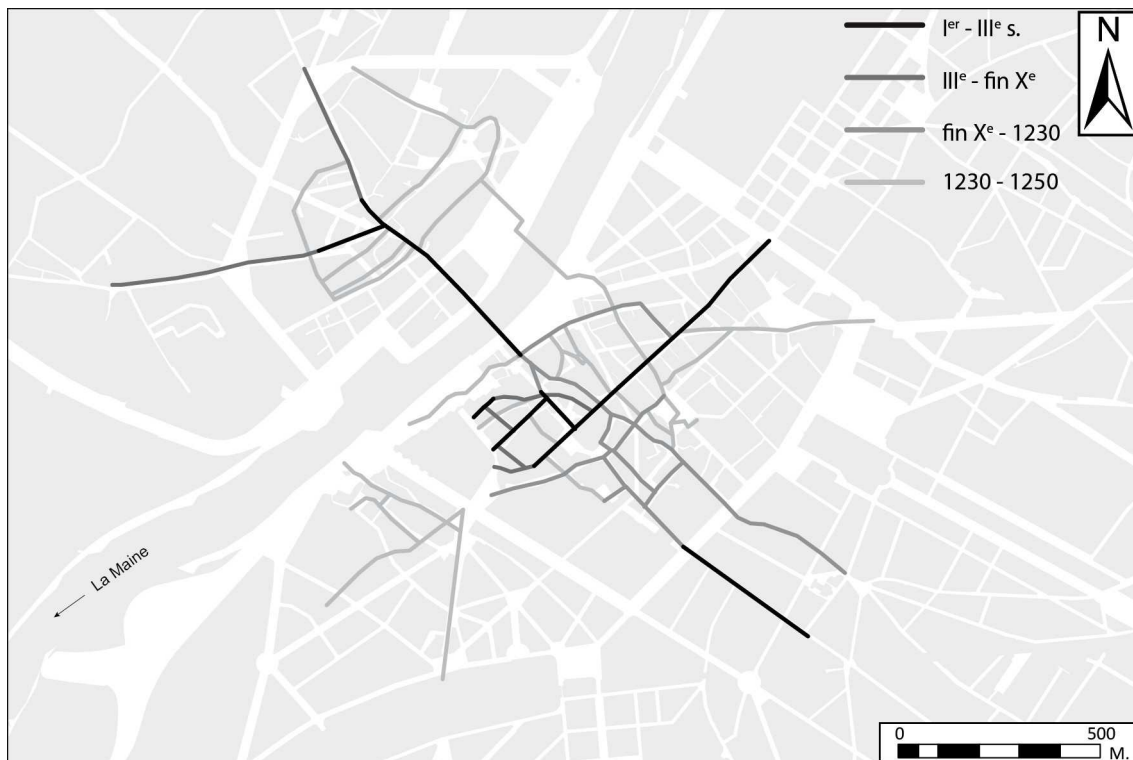 Iᵉʳ - IIIᵉ s.
N
IIIᵉ - fin Xᵉ
fin Xᵉ - 1230
1230 - 1250
La Maine
0 500
M.